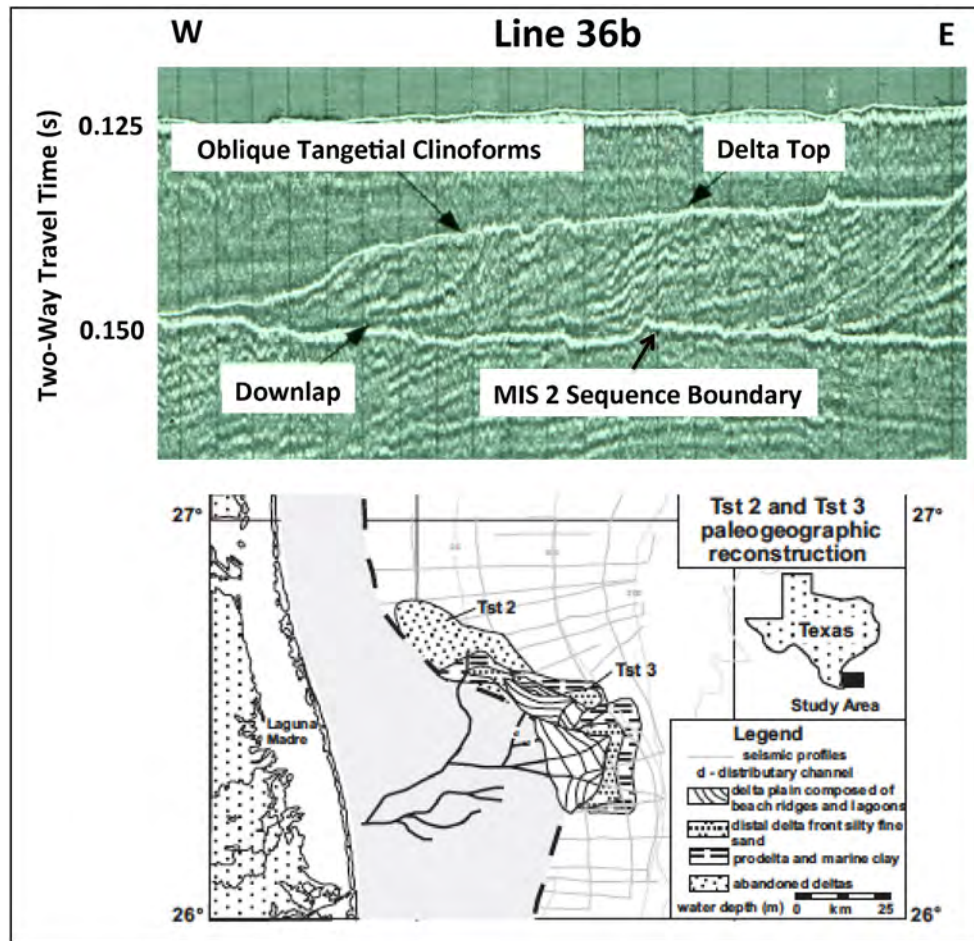 W Line 36b E
Two-Way Travel Time (s)
0.125
Oblique Tangetial Clinoforms
Delta Top
0.150
Downlap
MIS 2 Sequence Boundary
27°
Tst 2 and Tst 3
paleogeographic
reconstruction
27°
Tst 2
Texas
Tst 3
Study Area
Laguna
Madre
Legend
seismic profiles
d - distributary channel
delta plain composed of
beach ridges and lagoons
distal delta front silty fine
sand
prodelta and marine clay
abandoned deltas
water depth (m) 0 km 25
26°
26°